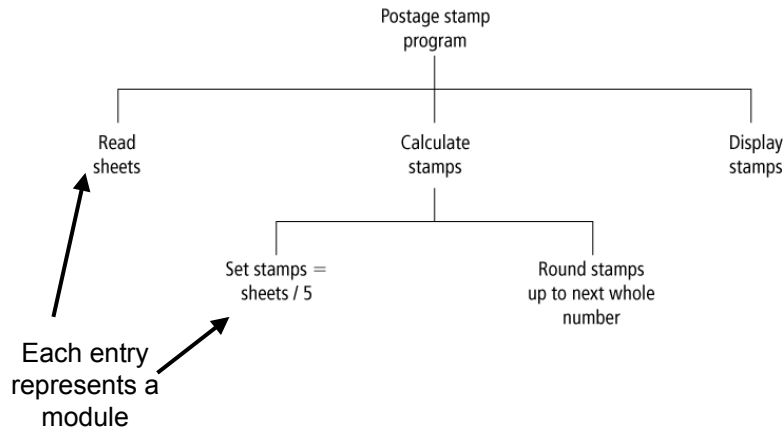 Postage stamp
program
Read
sheets
Calculate
stamps
Display
stamps
Set stamps =
sheets / 5
Round stamps
up to next whole
number
Each entry
represents a
module